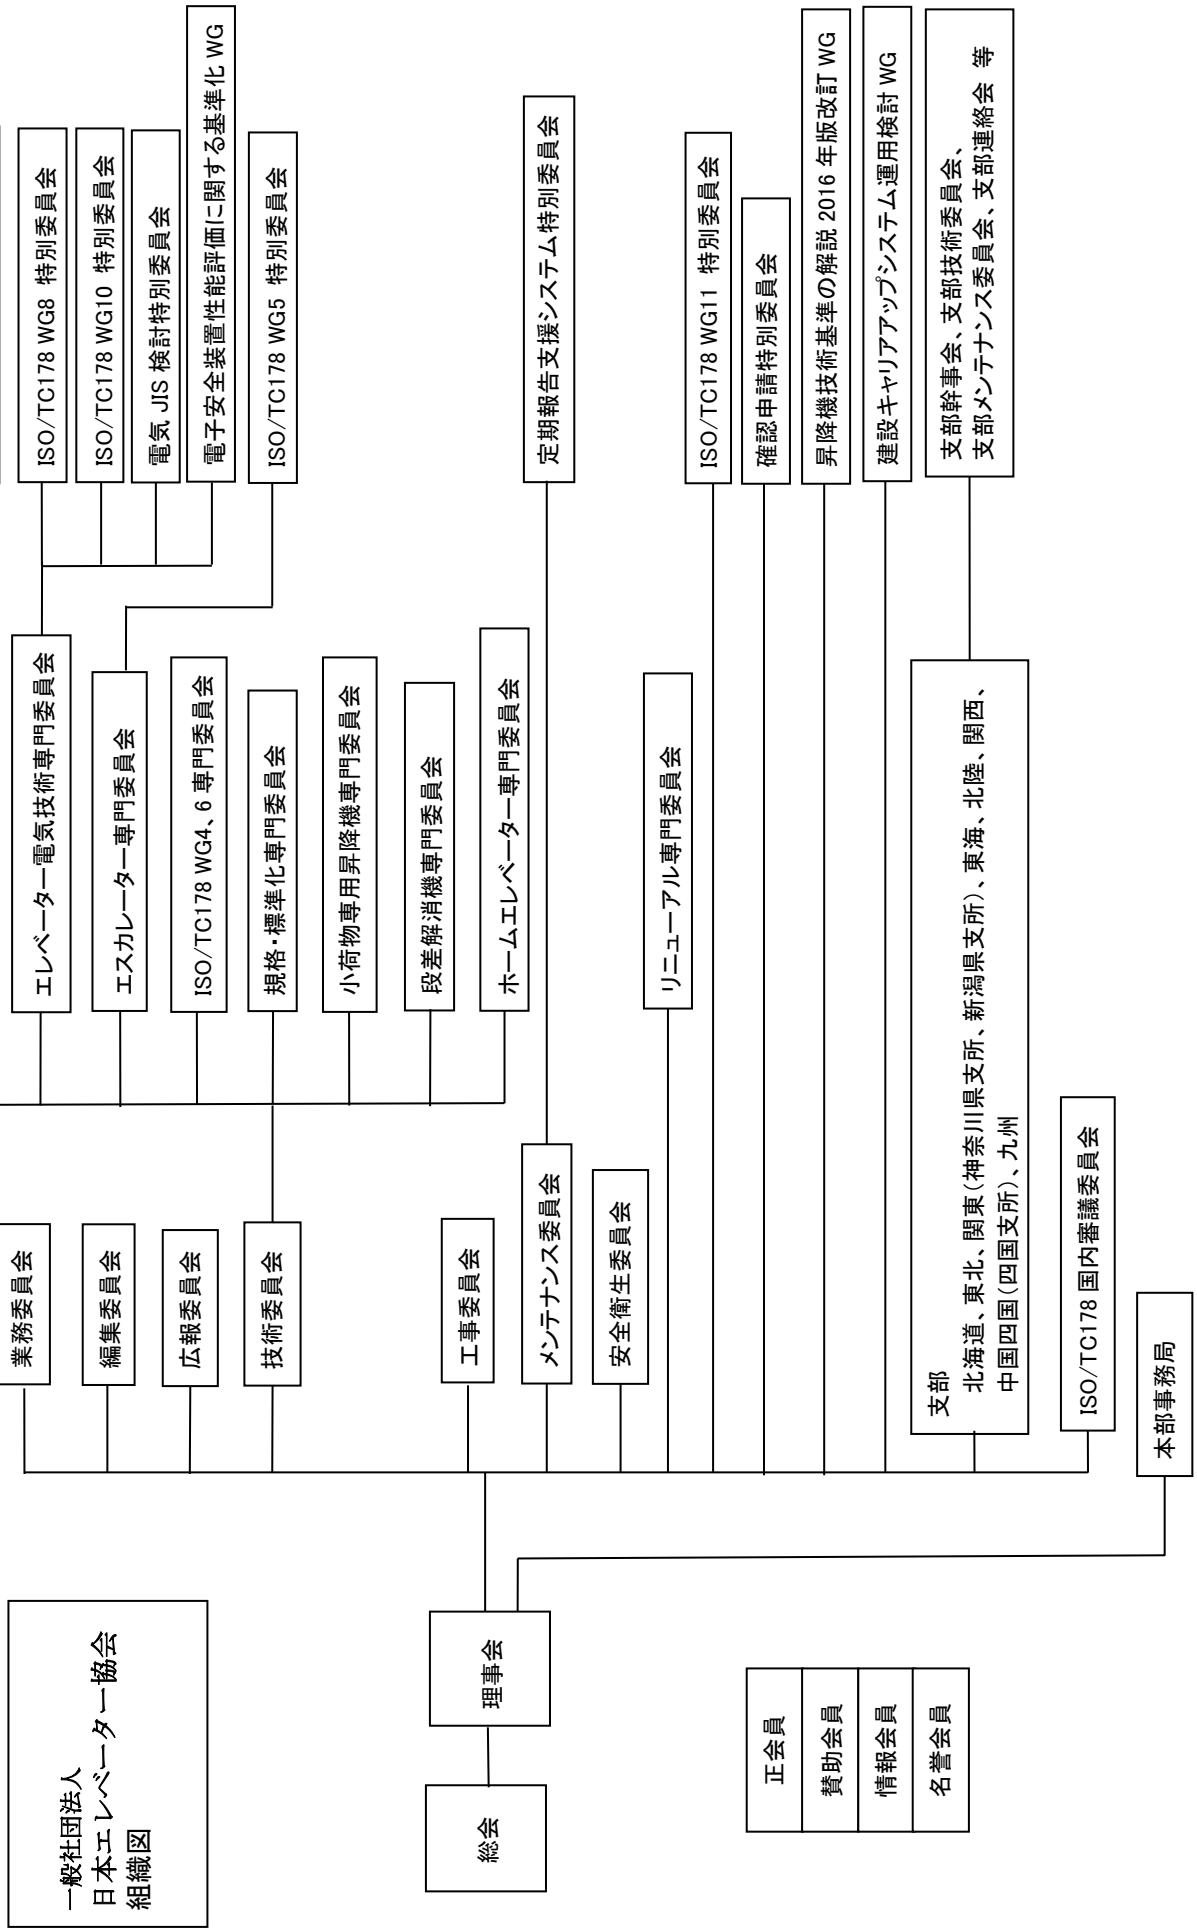 一般社団法人
日本エレベーター協会
組織図
総会
理事会
業務委員会
編集委員会
広報委員会
技術委員会
工事委員会
メンテナンス委員会
安全衛生委員会
支部
北海道、東北、関東（神奈川県支所、新潟県支所）、東海、北陸、関西、
中国四国（四国支所）、九州
ISO/TC178 国内審議委員会
本部事務局
エレベーター電気技術専門委員会
エスカレーター専門委員会
ISO/TC178 WG4、6 専門委員会
規格・標準化専門委員会
小荷物専用昇降機専門委員会
段差解消機専門委員会
ホームエレベーター専門委員会
リニューアル専門委員会
ISO/TC178 WG8 特別委員会
ISO/TC178 WG10 特別委員会
電気 JIS 検討特別委員会
電子安全装置性能評価に関する基準化 WG
ISO/TC178 WG5 特別委員会
定期報告支援システム特別委員会
ISO/TC178 WG11 特別委員会
確認申請特別委員会
昇降機技術基準の解説 2016 年版改訂 WG
建設キャリアアップシステム運用検討 WG
支部幹事会、支部技術委員会、
支部メンテナンス委員会、支部連絡会 等
正会員
賛助会員
情報会員
名誉会員